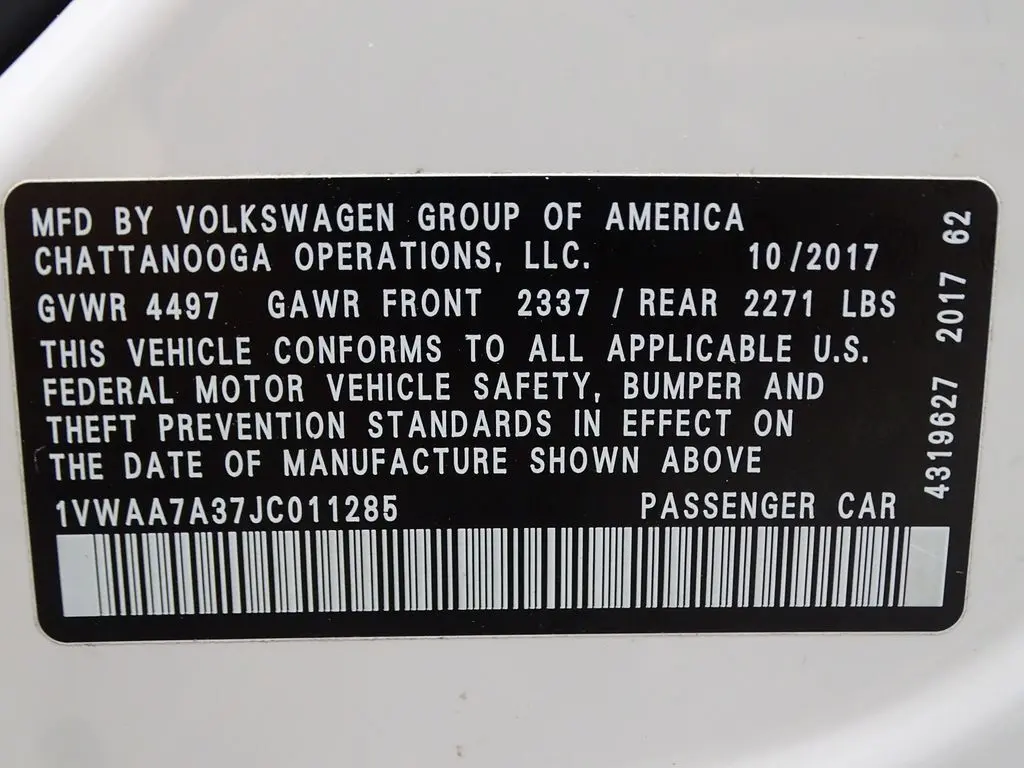 MFD BY VOLKSWAGEN GROUP OF AMERICA
CHATTANOOGA OPERATIONS, LLC. 10/2017
GVWR 4497 GAWR FRONT 2337 / REAR 2271 LBS
THIS VEHICLE CONFORMS TO ALL APPLICABLE U.S.
FEDERAL MOTOR VEHICLE SAFETY, BUMPER AND
THEFT PREVENTION STANDARDS IN EFFECT ON
THE DATE OF MANUFACTURE SHOWN ABOVE
1VWAA7A37JC011285 PASSENGER CAR
4319627 2017 62